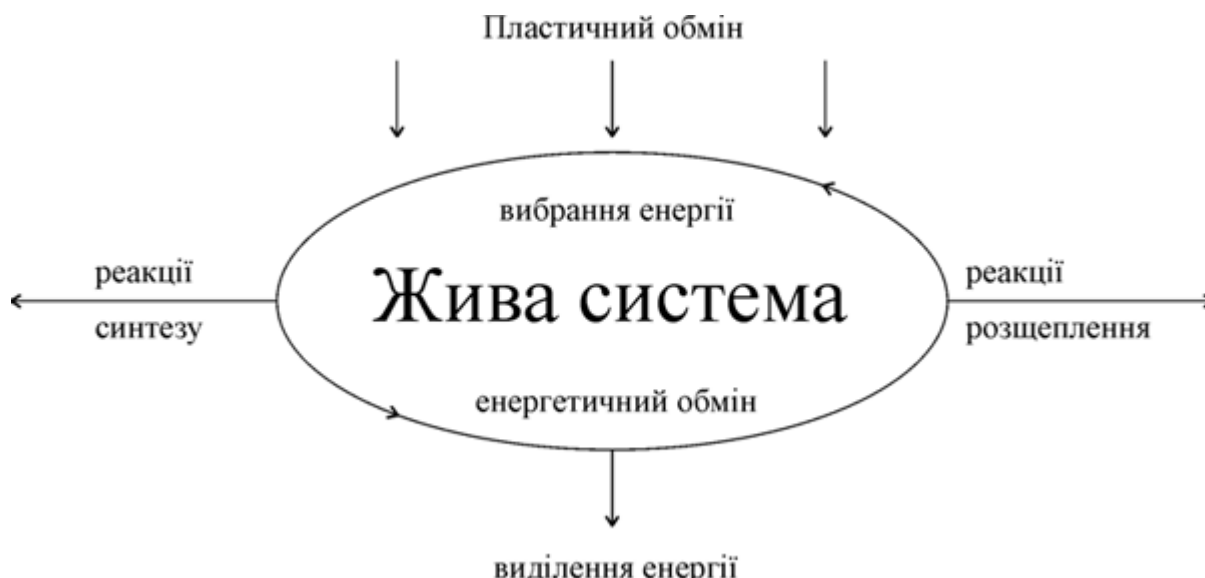 Пластичний обмін
вибрання енергії
реакції
синтезу
Жива система
реакції
розщеплення
енергетичний обмін
виділення енергії